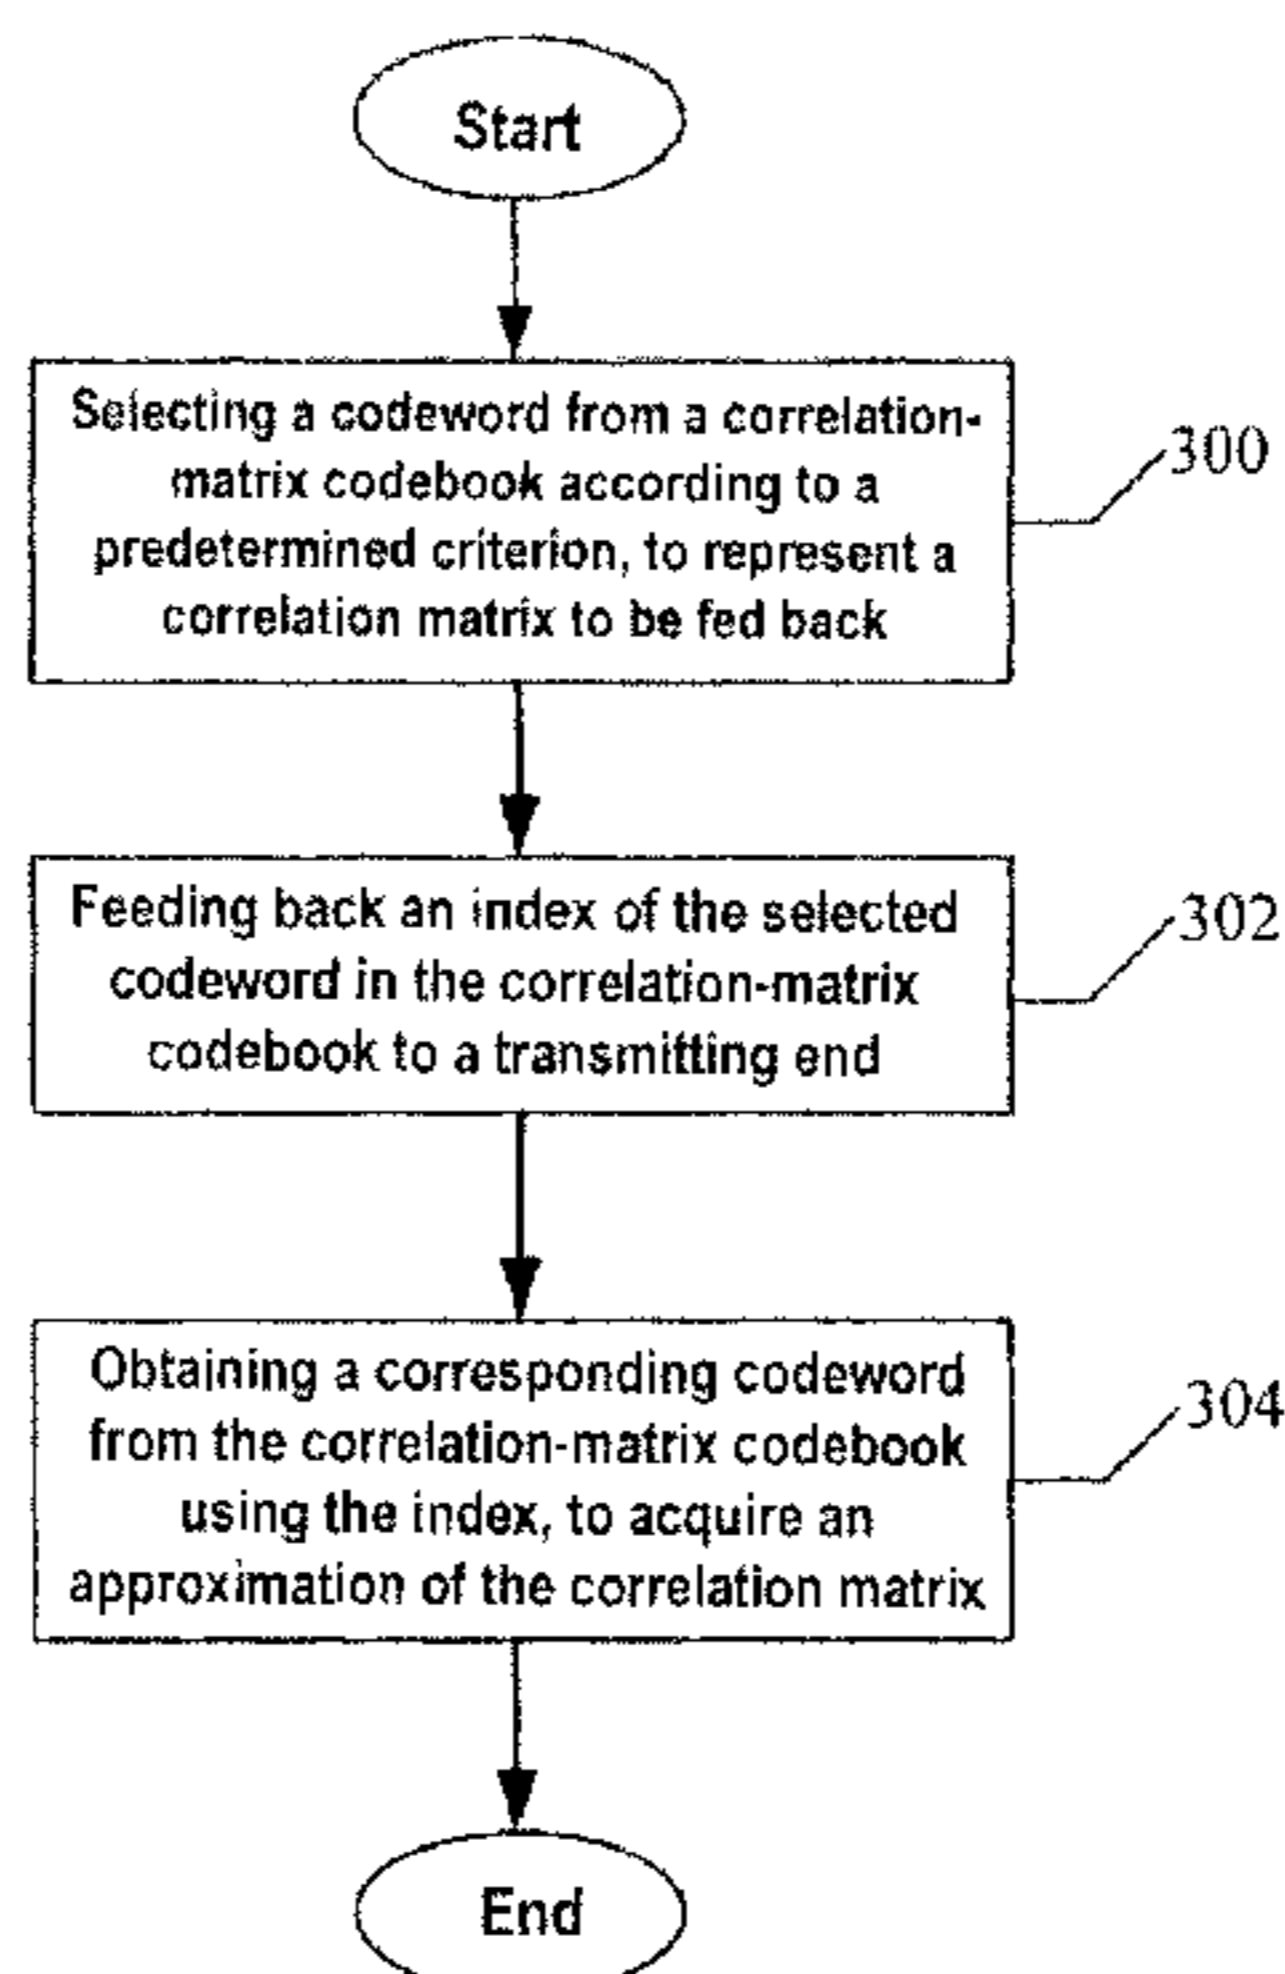 Start
Selecting a codeword from a correlation-
matrix codebook according to a
predetermined criterion, to represent a
correlation matrix to be fed back
300
Feeding back an index of the selected
codeword in the correlation-matrix
codebook to a transmitting end
302
Obtaining a corresponding codeword
from the correlation-matrix codebook
using the index, to acquire an
approximation of the correlation matrix
304
End